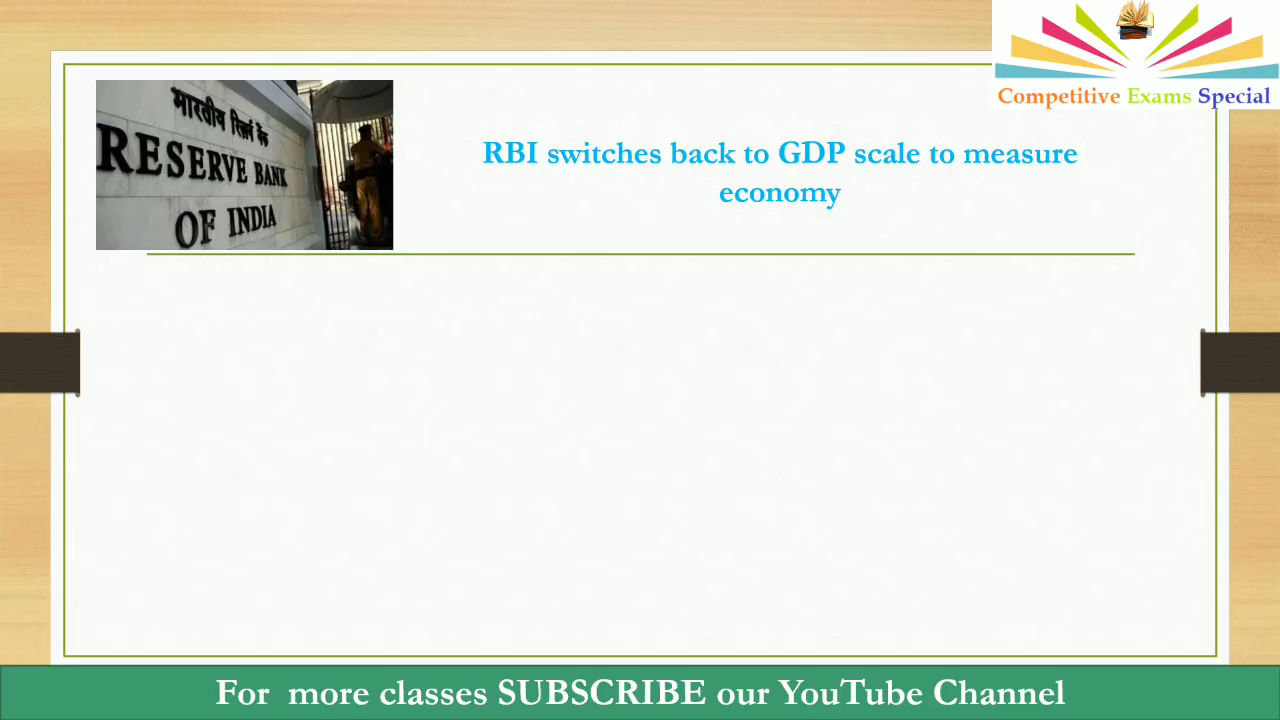 Competitive Exams Special
भारतीय रिज़र्व बैंक
RESERVE BANK
OF INDIA
RBI switches back to GDP scale to measure
economy
For more classes SUBSCRIBE our YouTube Channel